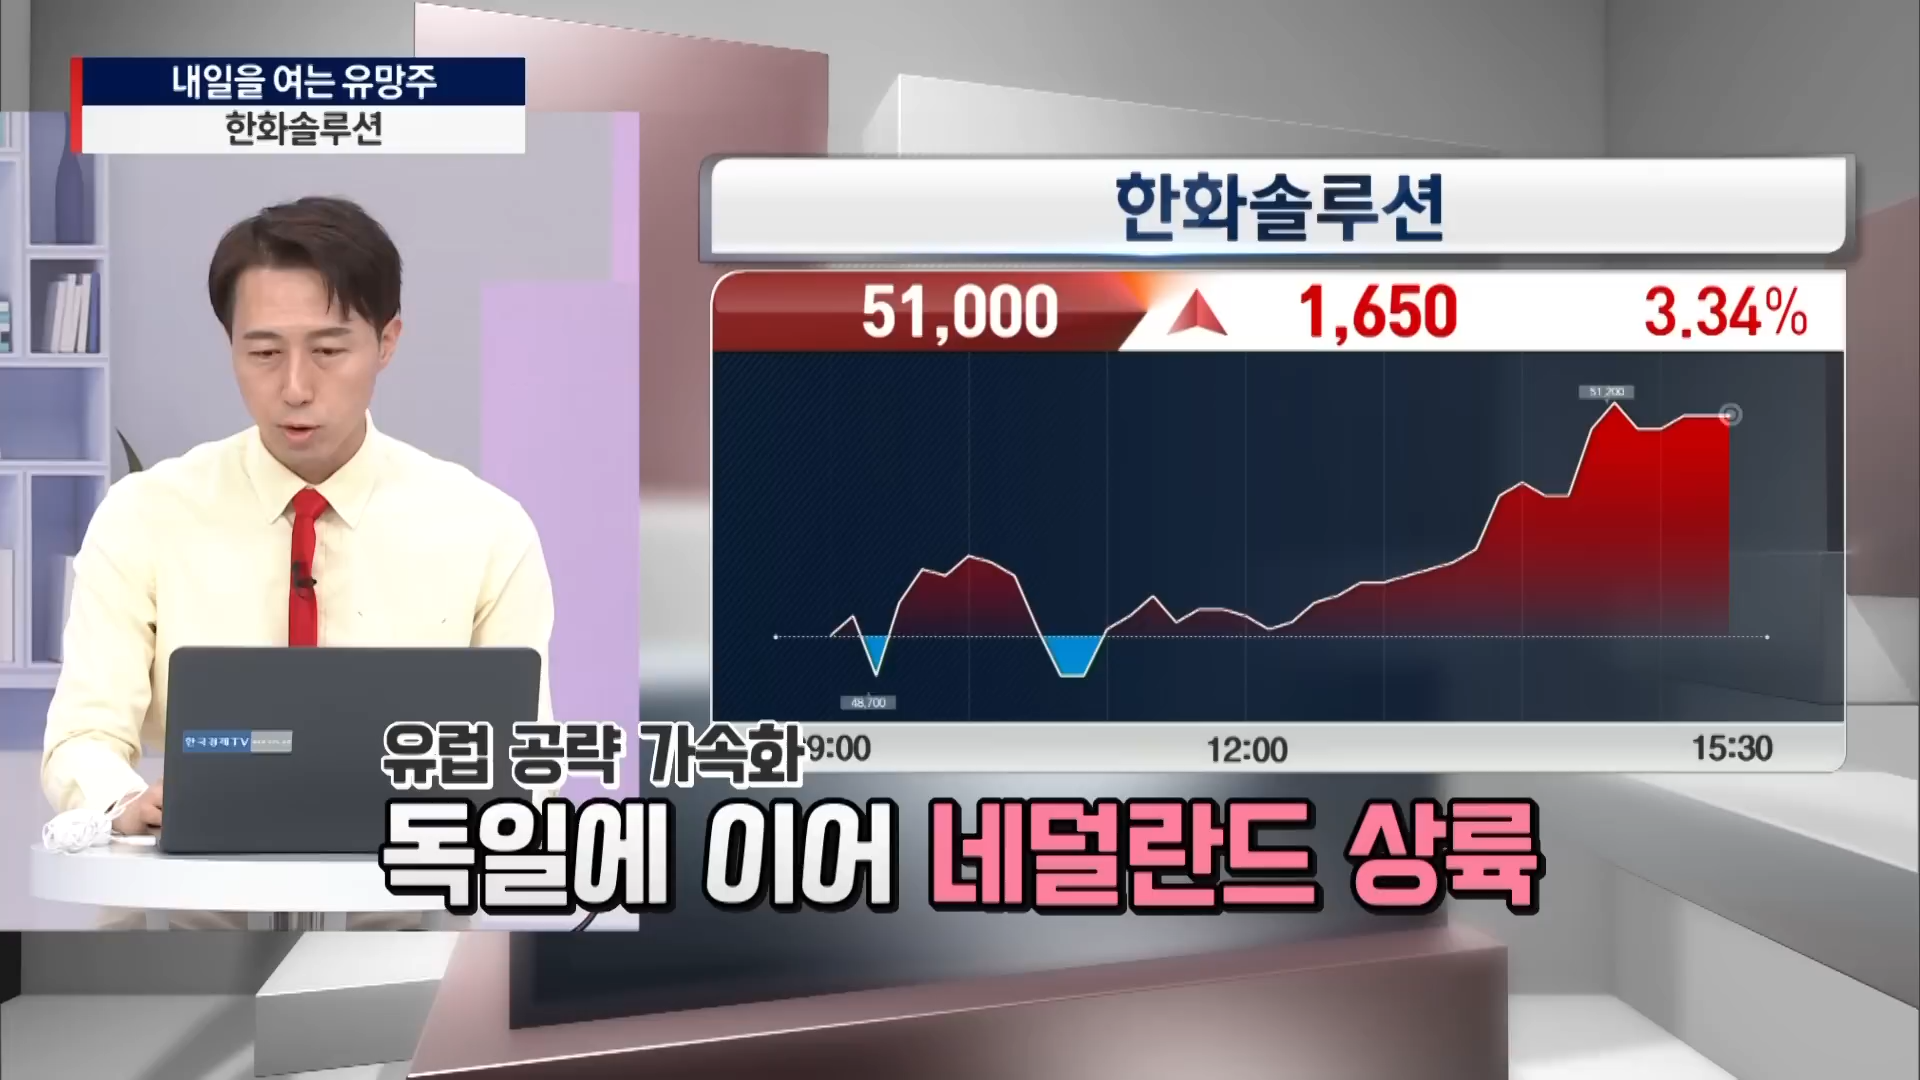 내일을 여는 유망주
한화솔루션
한화솔루션
51,000 1,650 3.34%
51,200
48,700
9:00 12:00 15:30
한국경제TV
유럽 공략 가속화
독일에 이어 네덜란드 상륙